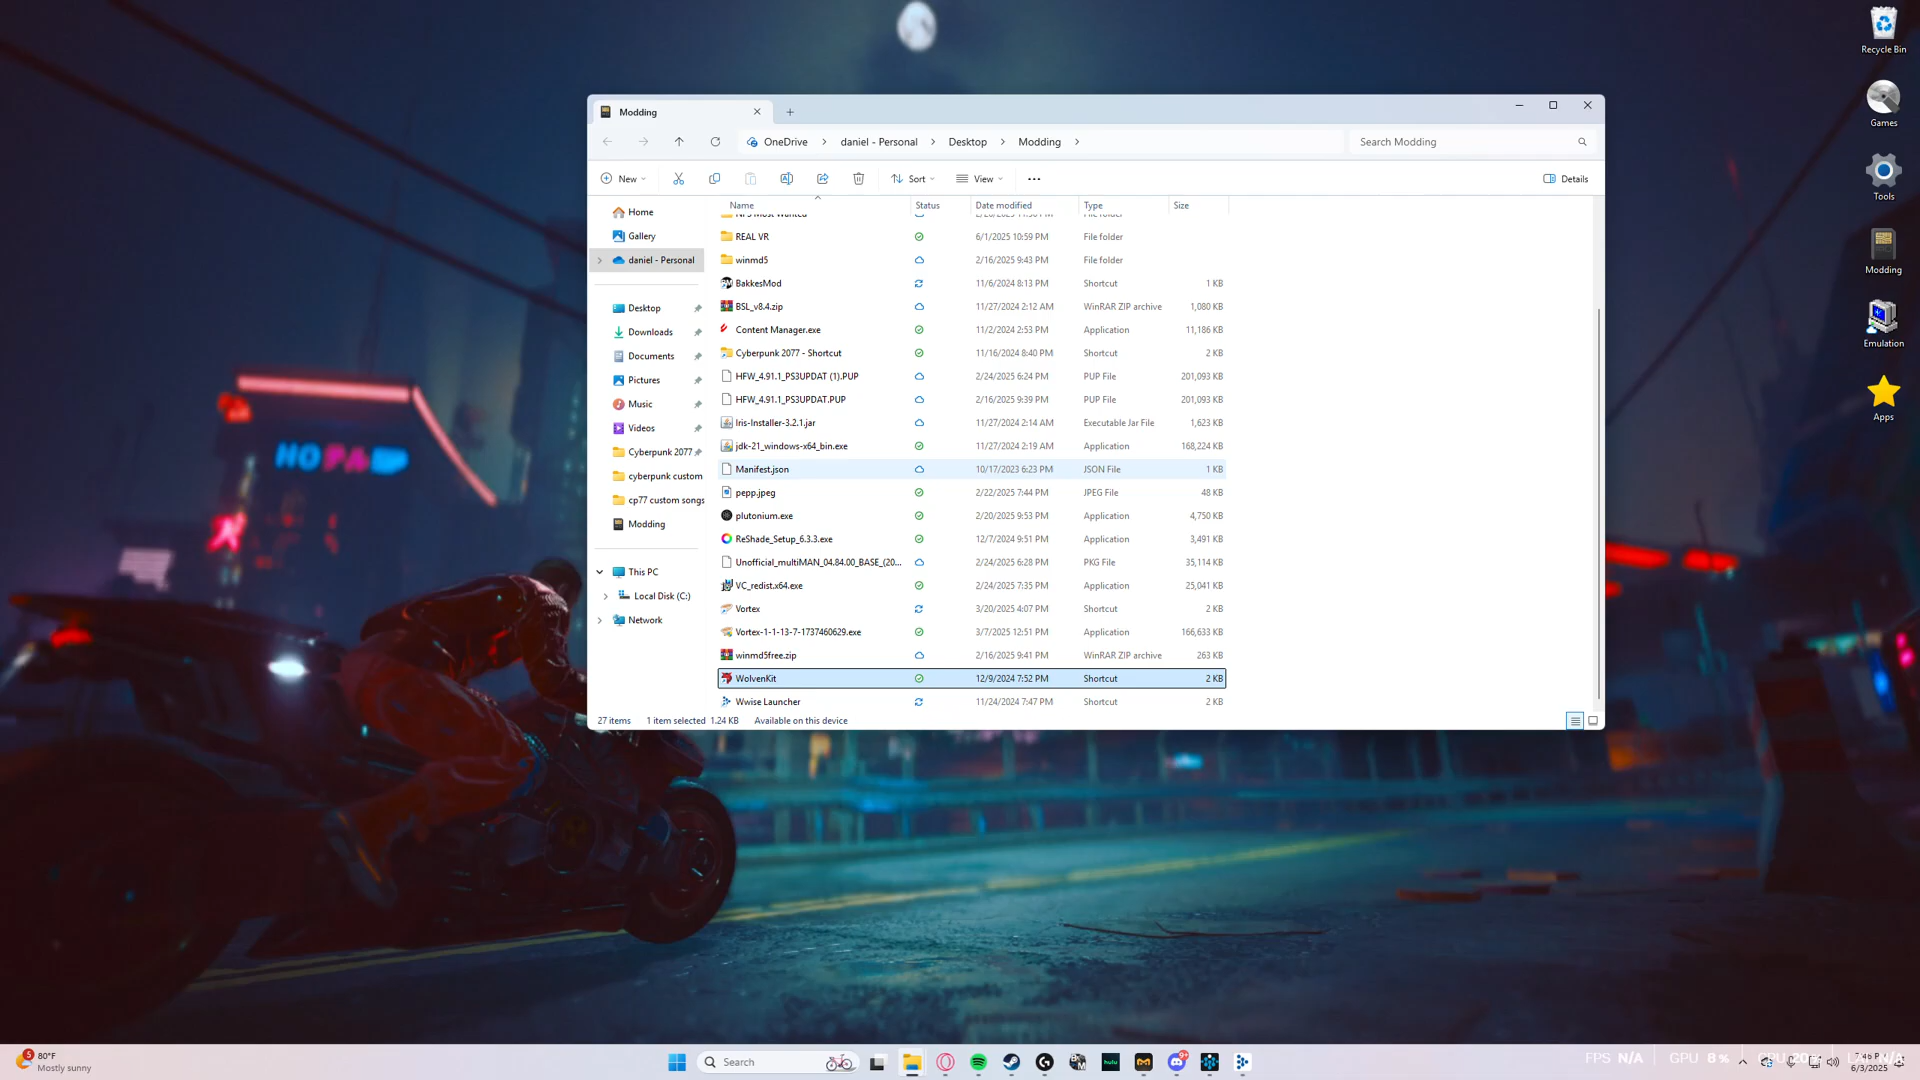 Recycle Bin
Games
Tools
Modding
Emulation
Apps
HOPA
Modding
OneDrive
daniel - Personal
Desktop
Modding
Search Modding
New
Sort
View
Details
Home
Gallery
daniel - Personal
Desktop
Downloads
Documents
Pictures
Music
Videos
Cyberpunk 2077
cyberpunk custom
cp77 custom songs
Modding
This PC
Local Disk (C:)
Network
Name Status Date modified Type Size
REAL VR 6/1/2025 10:59 PM File folder
winmd5 2/16/2025 9:43 PM File folder
BakkesMod 11/6/2024 8:13 PM Shortcut 1 KB
BSL_v8.4.zip 11/27/2024 2:12 AM WinRAR ZIP archive 1,080 KB
Content Manager.exe 11/2/2024 2:53 PM Application 11,186 KB
Cyberpunk 2077 - Shortcut 11/16/2024 8:40 PM Shortcut 2 KB
HFW_4.91.1_PS3UPDAT (1).PUP 2/24/2025 6:24 PM PUP File 201,093 KB
HFW_4.91.1_PS3UPDAT.PUP 2/16/2025 9:39 PM PUP File 201,093 KB
Iris-Installer-3.2.1.jar 11/27/2024 2:14 AM Executable Jar File 1,623 KB
jdk-21_windows-x64_bin.exe 11/27/2024 2:19 AM Application 168,224 KB
Manifest.json 10/17/2023 6:23 PM JSON File 1 KB
pepp.jpeg 2/22/2025 7:44 PM JPEG File 48 KB
plutonium.exe 2/20/2025 9:53 PM Application 4,750 KB
ReShade_Setup_6.3.3.exe 12/7/2024 9:51 PM Application 3,491 KB
Unofficial_multiMAN_04.84.00_BASE_(20... 2/24/2025 6:28 PM PKG File 35,114 KB
VC_redist.x64.exe 2/24/2025 7:35 PM Application 25,041 KB
Vortex 3/20/2025 4:07 PM Shortcut 2 KB
Vortex-1-1-13-7-1737460629.exe 3/7/2025 12:51 PM Application 166,633 KB
winmd5free.zip 2/16/2025 9:41 PM WinRAR ZIP archive 263 KB
WolvenKit 12/9/2024 7:52 PM Shortcut 2 KB
Wwise Launcher 11/24/2024 7:47 PM Shortcut 2 KB
27 items 1 item selected 1.24 KB Available on this device
5
80°F
Mostly sunny
Search
hulu
9+
FPS N/A
GPU 8%
CPU 20%
7:46 PM
6/3/2025